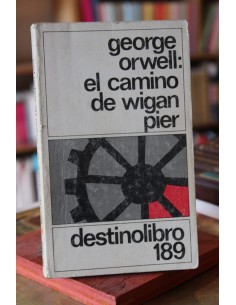 george
orwell:
el camino
de wigan
pier
destinolibro
189